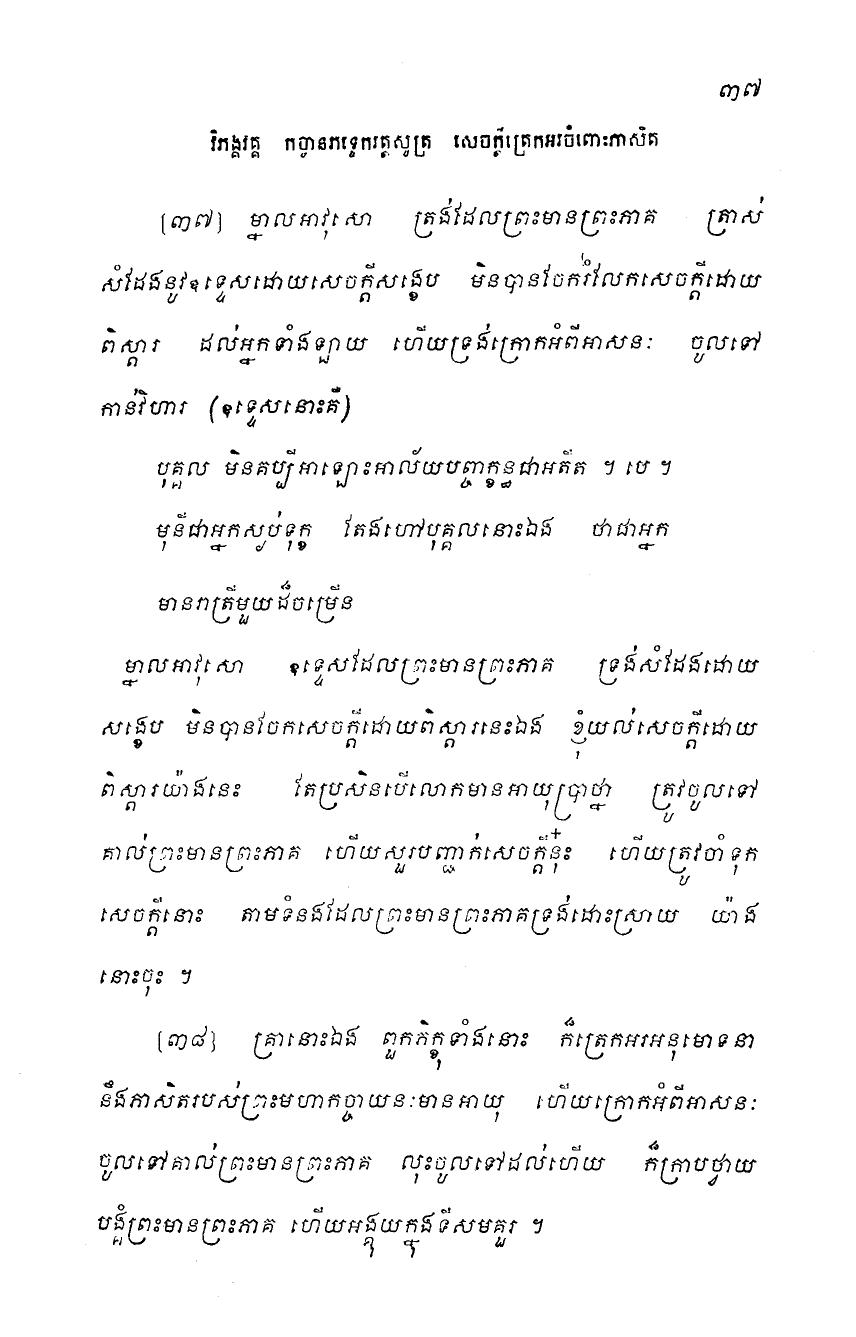 ៣៧
វិភង្គវគ្គ កច្ចានភទ្ទេករត្តសូត្រ សេចក្តីត្រេកអរចំពោះភាសិត
[៣៧] ម្នាលអាវុសោ ត្រង់ដែលព្រះមានព្រះភាគ ត្រាស់
សំដែងនូវឧទ្ទេសដោយសេចក្តីសង្ខេប មិនបានចែករំលែកសេចក្តីដោយ
ពិស្តារ ដល់អ្នកទាំងឡាយ ហើយទ្រង់ក្រោកអំពីអាសនៈ ចូលទៅ
កាន់វិហារ (ឧទ្ទេសនោះគឺ)
បុគ្គល មិនគប្បីអាឡោះអាល័យបញ្ចក្ខន្ធជាអតីត ។ បេ ។
មុនីជាអ្នកស្ងប់ទុក្ខ តែងហៅបុគ្គលនោះឯង ថាជាអ្នក
មានរាត្រីមួយដ៏ចម្រើន
ម្នាលអាវុសោ ឧទ្ទេសដែលព្រះមានព្រះភាគ ទ្រង់សំដែងដោយ
សង្ខេប មិនបានចែកសេចក្តីដោយពិស្តារនេះឯង ខ្ញុំយល់សេចក្តីដោយ
ពិស្តារយ៉ាងនេះ តែប្រសិនបើលោកមានអាយុប្រាថ្នា ត្រូវចូលទៅ
គាល់ព្រះមានព្រះភាគ ហើយសួរបញ្ជាក់សេចក្តីនុ៎ះ ហើយត្រូវចាំទុក
សេចក្តីនោះ តាមទំនងដែលព្រះមានព្រះភាគទ្រង់ដោះស្រាយ យ៉ាង
នោះចុះ ។
[៣៨] គ្រានោះឯង ពួកភិក្ខុទាំងនោះ ក៏ត្រេកអរអនុមោទនា
នឹងភាសិតរបស់ព្រះមហាកច្ចាយនៈមានអាយុ ហើយក្រោកអំពីអាសនៈ
ចូលទៅគាល់ព្រះមានព្រះភាគ លុះចូលទៅដល់ហើយ ក៏ក្រាបថ្វាយ
បង្គំព្រះមានព្រះភាគ ហើយអង្គុយក្នុងទីសមគួរ ។